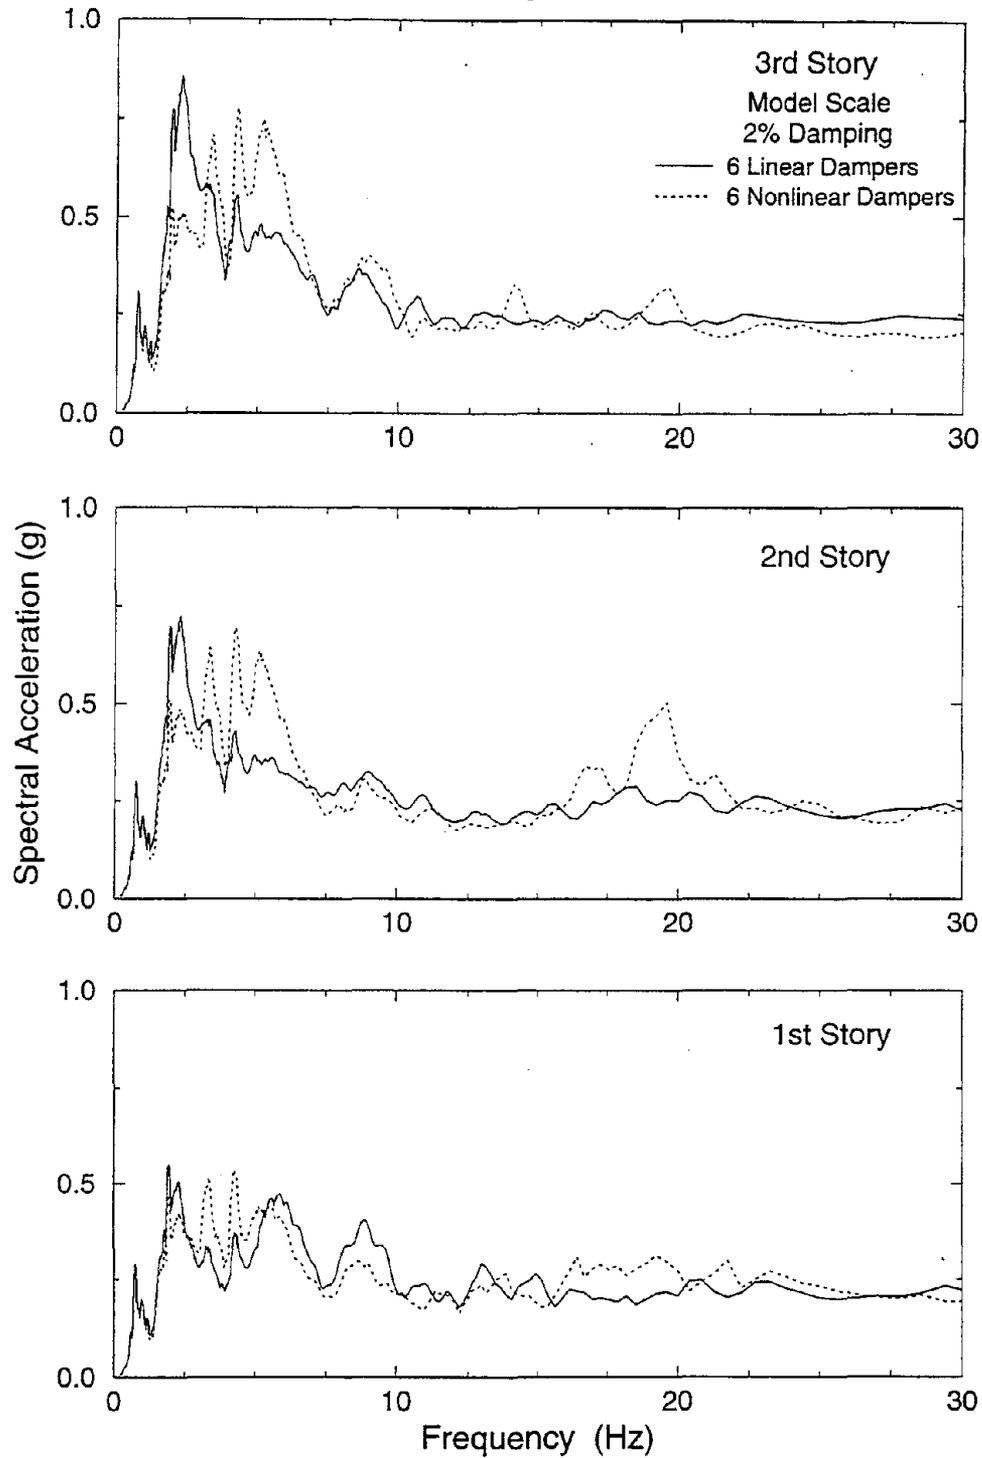 1.0
3rd Story
Model Scale
2% Damping
6 Linear Dampers
0.5
6 Nonlinear Dampers
0.0
0 10 20 30
1.0
2nd Story
0.5
0.0
0 10 20 30
Spectral Acceleration (g)
1.0
1st Story
0.5
0.0
0 10 20 30
Frequency (Hz)